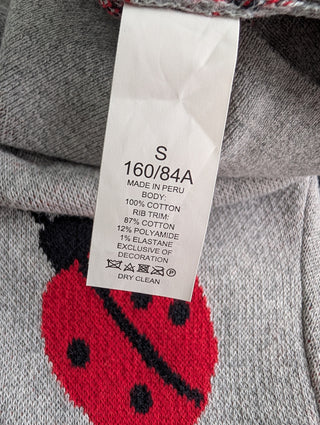 S
160/84A
MADE IN PERU
BODY:
100% COTTON
RIB TRIM:
87% COTTON
12% POLYAMIDE
1% ELASTANE
EXCLUSIVE OF
DECORATION
DRY CLEAN